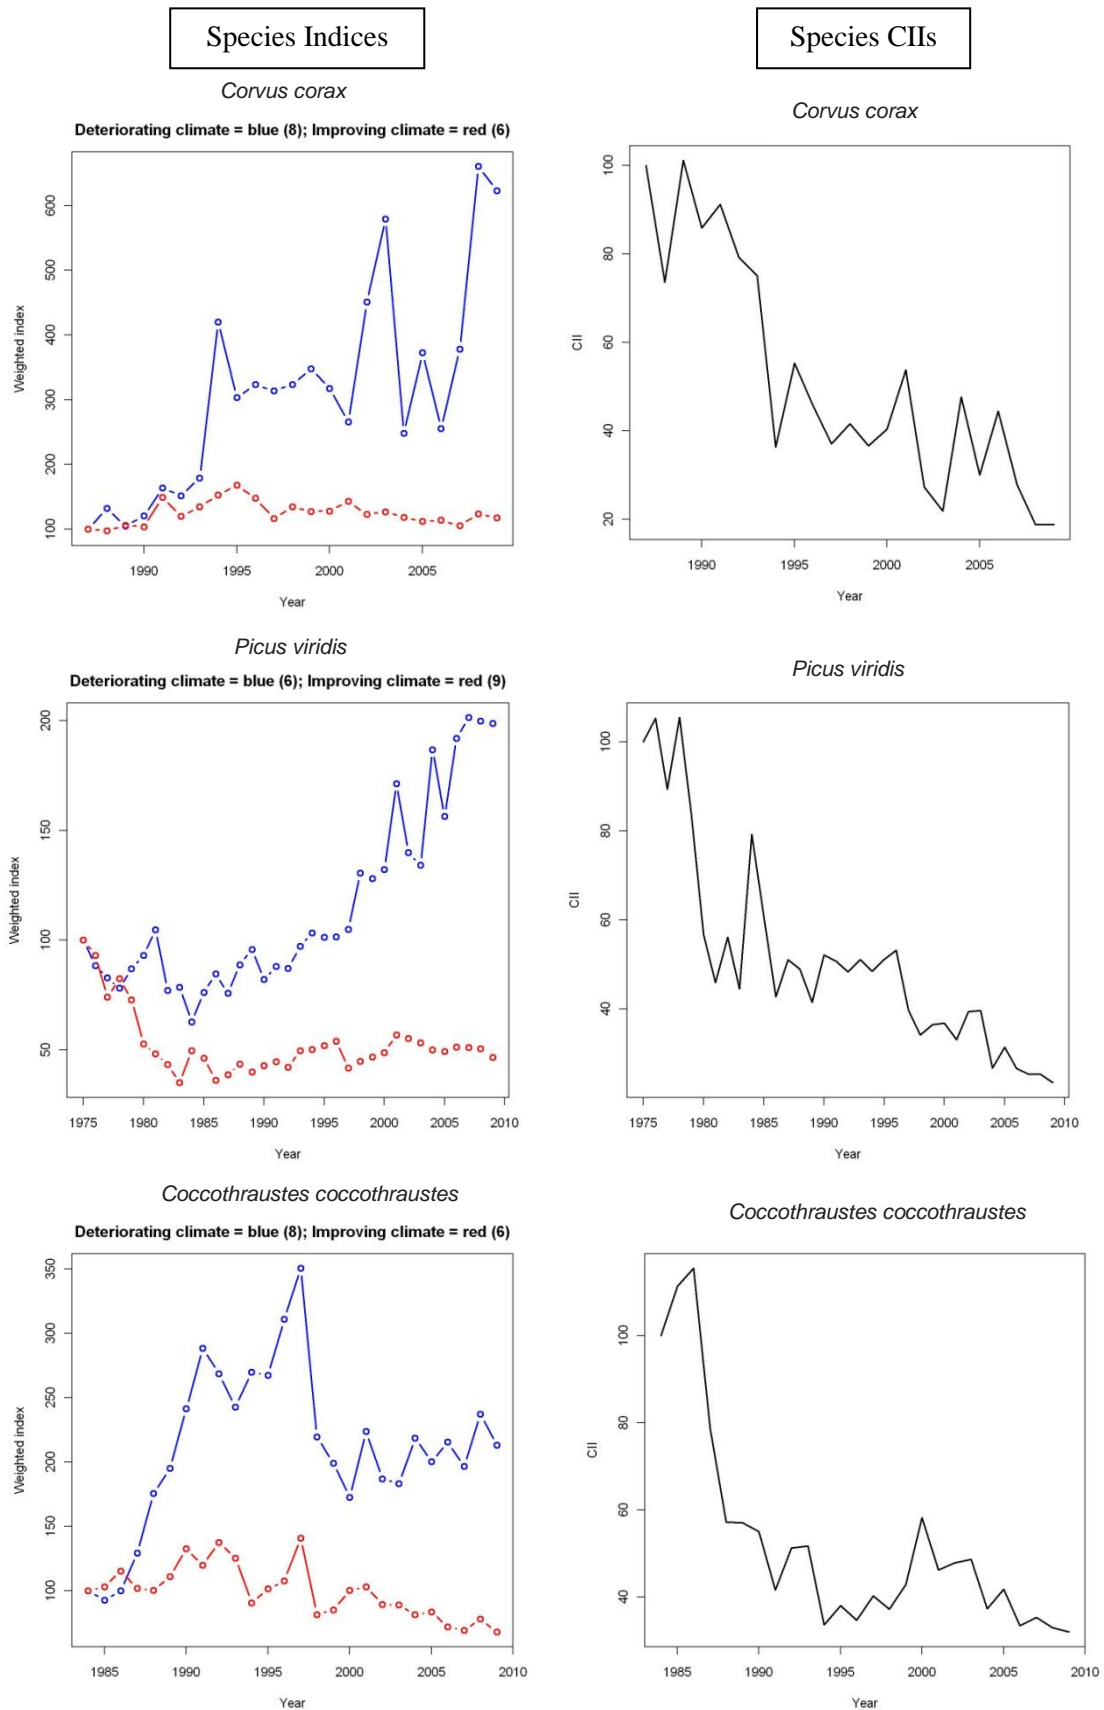 Species Indices
Species CIIs
Corvus corax
Deteriorating climate = blue (8); Improving climate = red (6)
Weighted index
100
200
300
400
500
600
1990
1995
2000
2005
Year
Corvus corax
CII
20
40
60
80
100
1990
1995
2000
2005
Year
Picus viridis
Deteriorating climate = blue (6); Improving climate = red (9)
Weighted index
50
100
150
200
1975
1980
1985
1990
1995
2000
2005
2010
Year
Picus viridis
CII
40
60
80
100
1975
1980
1985
1990
1995
2000
2005
2010
Year
Coccothraustes coccothraustes
Deteriorating climate = blue (8); Improving climate = red (6)
Weighted index
100
150
200
250
300
350
1985
1990
1995
2000
2005
2010
Year
Coccothraustes coccothraustes
CII
40
60
80
100
1985
1990
1995
2000
2005
2010
Year